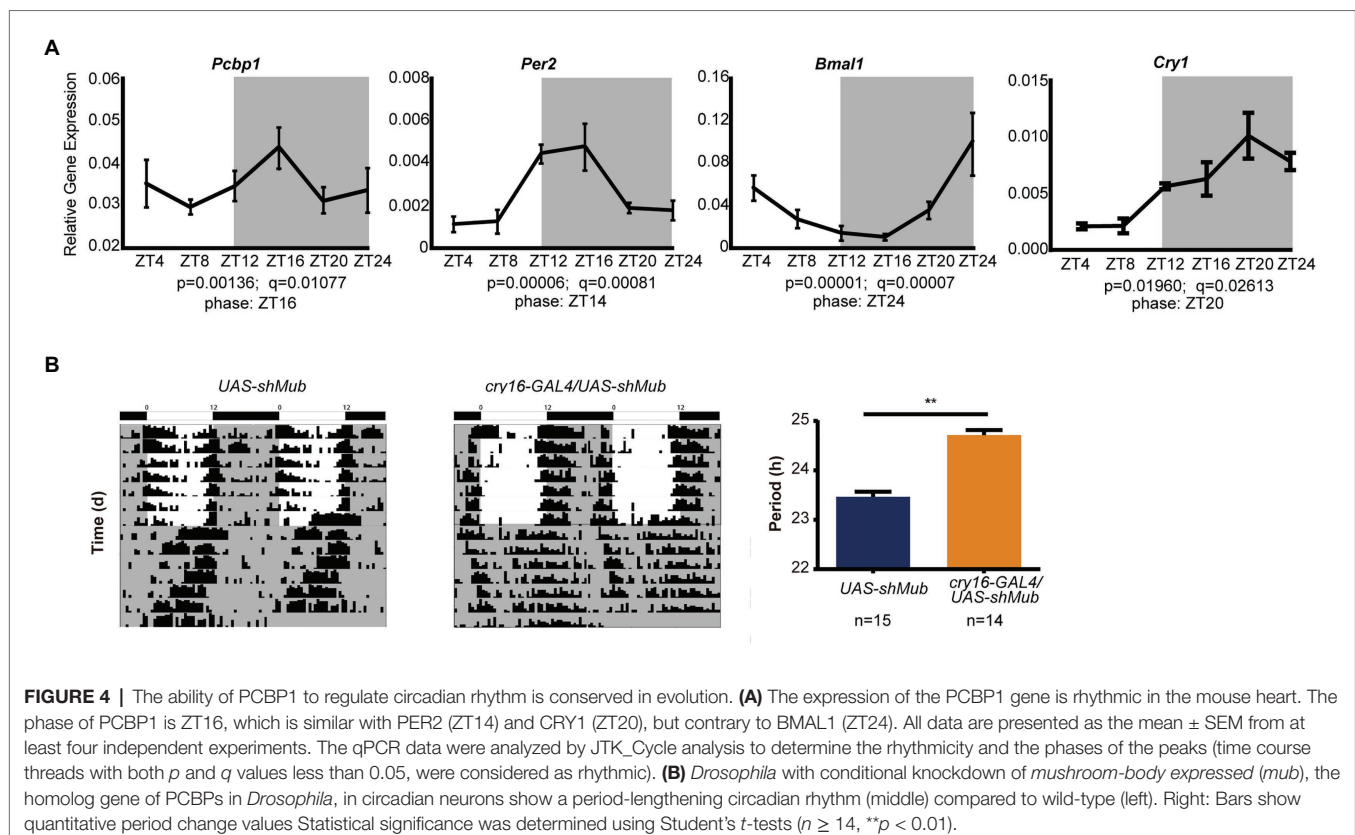 A
Pcbp1
Per2
Bmal1
Cry1
Relative Gene Expression
0.06
0.05
0.04
0.03
0.02
ZT4 ZT8 ZT12 ZT16 ZT20 ZT24
p=0.00136; q=0.01077
phase: ZT16
0.008
0.006
0.004
0.002
0
ZT4 ZT8 ZT12 ZT16 ZT20 ZT24
p=0.00006; q=0.00081
phase: ZT14
0.16
0.12
0.08
0.04
0
ZT4 ZT8 ZT12 ZT16 ZT20 ZT24
p=0.00001; q=0.00007
phase: ZT24
0.015
0.010
0.005
0.000
ZT4 ZT8 ZT12 ZT16 ZT20 ZT24
p=0.01960; q=0.02613
phase: ZT20
B
UAS-shMub
0 12 0 12
Time (d)
cry16-GAL4/UAS-shMub
0 12 0 12
**
Period (h)
25
24
23
22
UAS-shMub
n=15
cry16-GAL4/
UAS-shMub
n=14
FIGURE 4 | The ability of PCBP1 to regulate circadian rhythm is conserved in evolution. (A) The expression of the PCBP1 gene is rhythmic in the mouse heart. The
phase of PCBP1 is ZT16, which is similar with PER2 (ZT14) and CRY1 (ZT20), but contrary to BMAL1 (ZT24). All data are presented as the mean ± SEM from at
least four independent experiments. The qPCR data were analyzed by JTK_Cycle analysis to determine the rhythmicity and the phases of the peaks (time course
threads with both p and q values less than 0.05, were considered as rhythmic). (B) Drosophila with conditional knockdown of mushroom-body expressed (mub), the
homolog gene of PCBPs in Drosophila, in circadian neurons show a period-lengthening circadian rhythm (middle) compared to wild-type (left). Right: Bars show
quantitative period change values Statistical significance was determined using Student's t-tests (n ≥ 14, **p < 0.01).